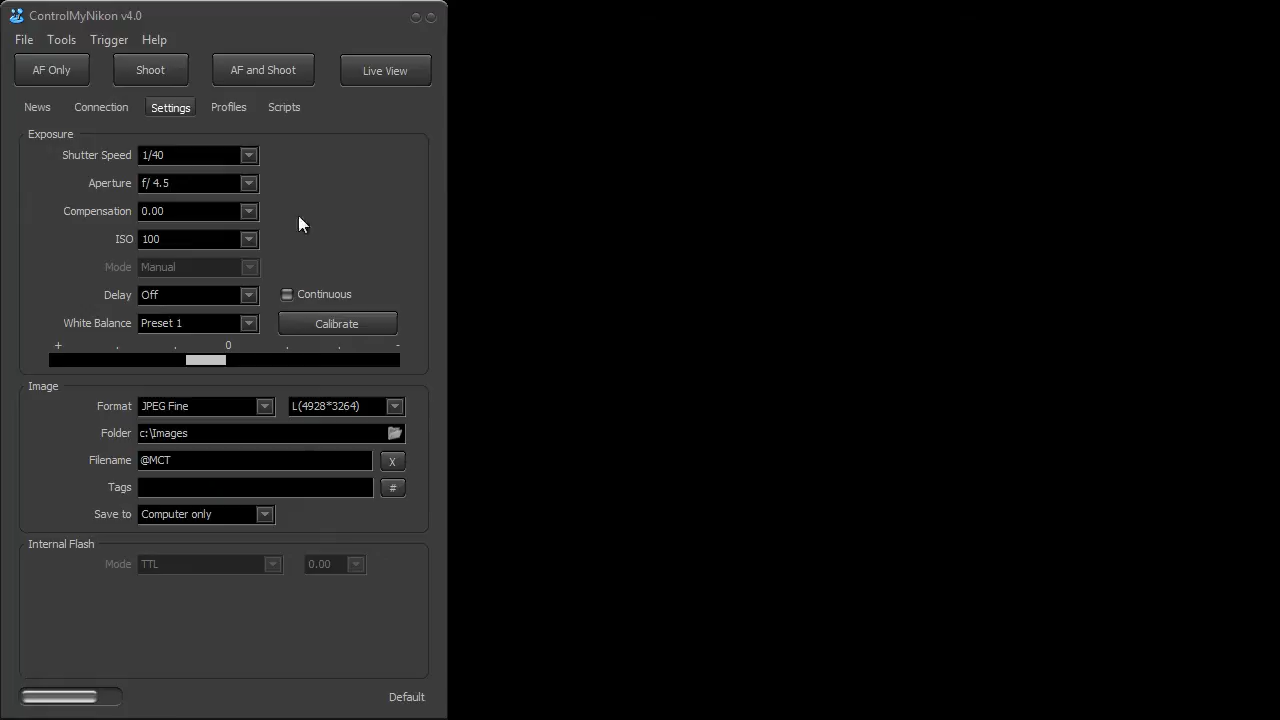 ControlMyNikon v4.0
File Tools Trigger Help
AF Only Shoot AF and Shoot Live View
News Connection Settings Profiles Scripts
Exposure
Shutter Speed 1/40
Aperture f/ 4.5
Compensation 0.00
ISO 100
Mode Manual
Delay Off Continuous
White Balance Preset 1 Calibrate
+ . . 0 . . -
Image
Format JPEG Fine L(4928*3264)
Folder c:\Images
Filename @MCT X
Tags #
Save to Computer only
Internal Flash
Mode TTL 0.00
Default